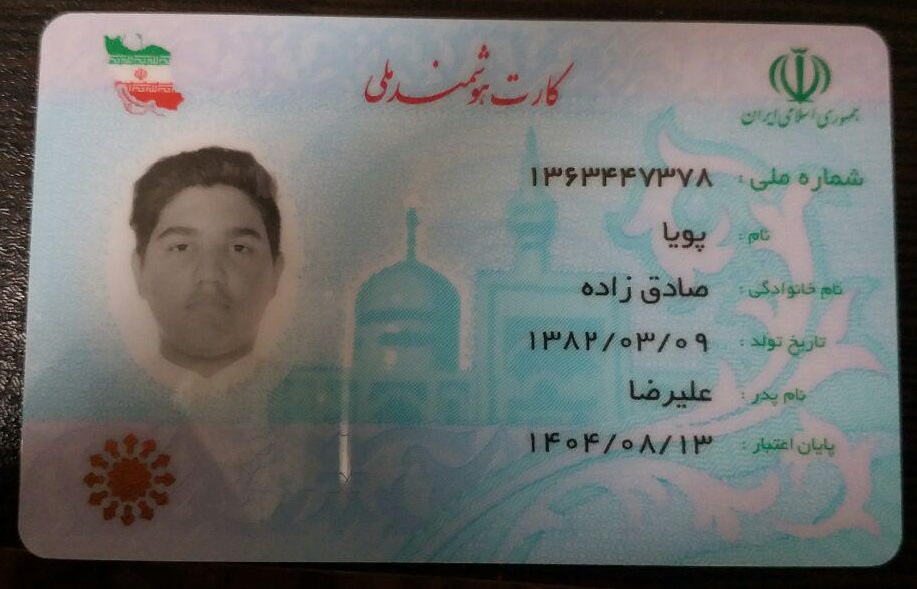 کارت هوشمند ملی
جمهوری اسلامی ایران
شماره ملی : ۱۳۶۳۴۴۷۳۷۸
نام : پویا
نام خانوادگی : صادق زاده
تاریخ تولد : ۱۳۸۲/۰۳/۰۹
نام پدر : علیرضا
پایان اعتبار : ۱۴۰۴/۰۸/۱۳